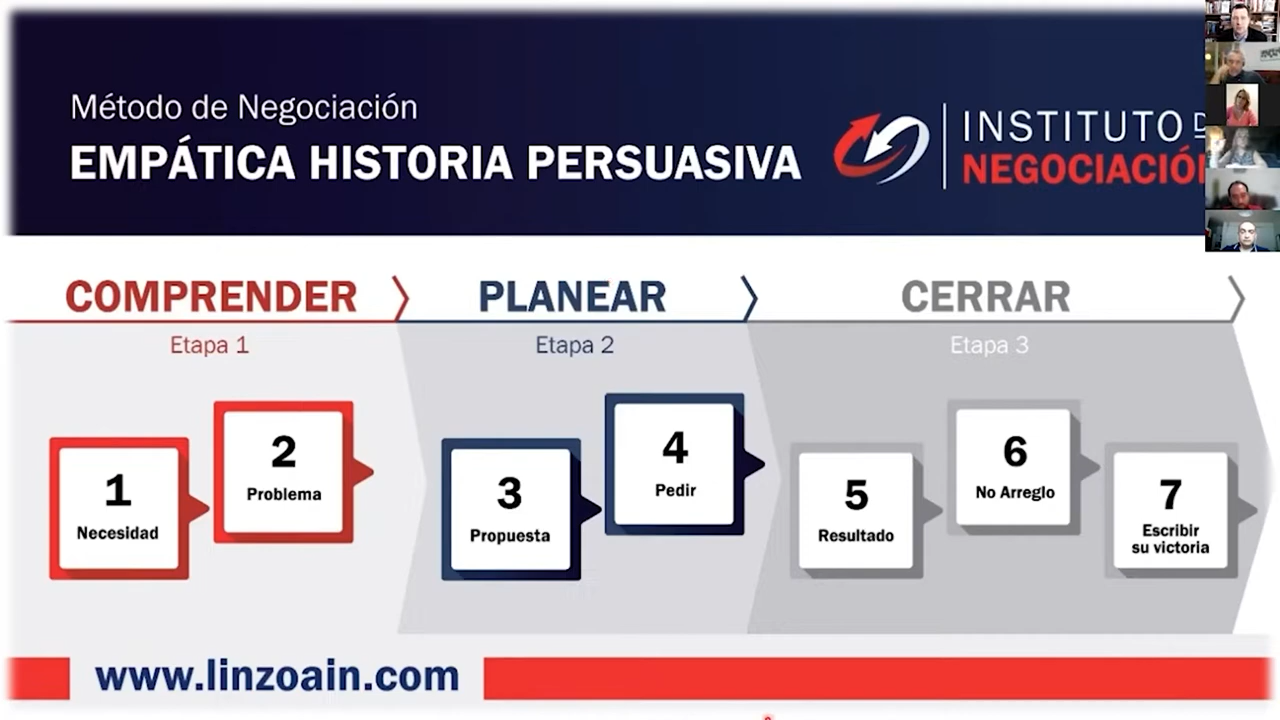 Método de Negociación
EMPÁTICA HISTORIA PERSUASIVA
INSTITUTO
NEGOCIACIÓN
COMPRENDER
PLANEAR
CERRAR
Etapa 1
Etapa 2
Etapa 3
1
Necesidad
2
Problema
3
Propuesta
4
Pedir
5
Resultado
6
No Arreglo
7
Escribir
su victoria
www.linzoain.com